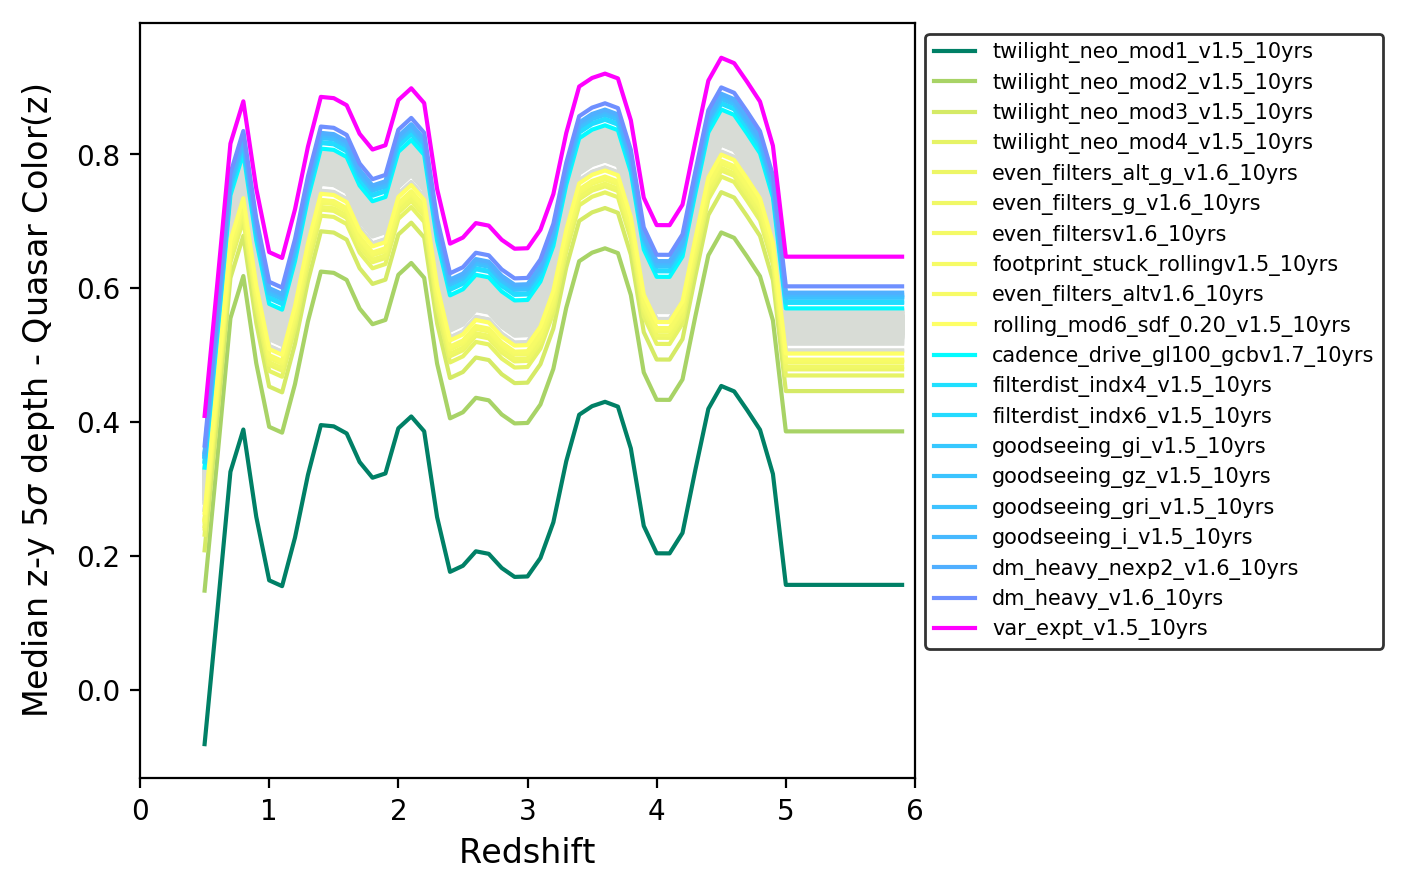 Median z-y 5σ depth - Quasar Color(z)
0.8
0.6
0.4
0.2
0.0
0 1 2 3 4 5 6
Redshift
twilight_neo_mod1_v1.5_10yrs
twilight_neo_mod2_v1.5_10yrs
twilight_neo_mod3_v1.5_10yrs
twilight_neo_mod4_v1.5_10yrs
even_filters_alt_g_v1.6_10yrs
even_filters_g_v1.6_10yrs
even_filtersv1.6_10yrs
footprint_stuck_rollingv1.5_10yrs
even_filters_altv1.6_10yrs
rolling_mod6_sdf_0.20_v1.5_10yrs
cadence_drive_gl100_gcbv1.7_10yrs
filterdist_indx4_v1.5_10yrs
filterdist_indx6_v1.5_10yrs
goodseeing_gi_v1.5_10yrs
goodseeing_gz_v1.5_10yrs
goodseeing_gri_v1.5_10yrs
goodseeing_i_v1.5_10yrs
dm_heavy_nexp2_v1.6_10yrs
dm_heavy_v1.6_10yrs
var_expt_v1.5_10yrs